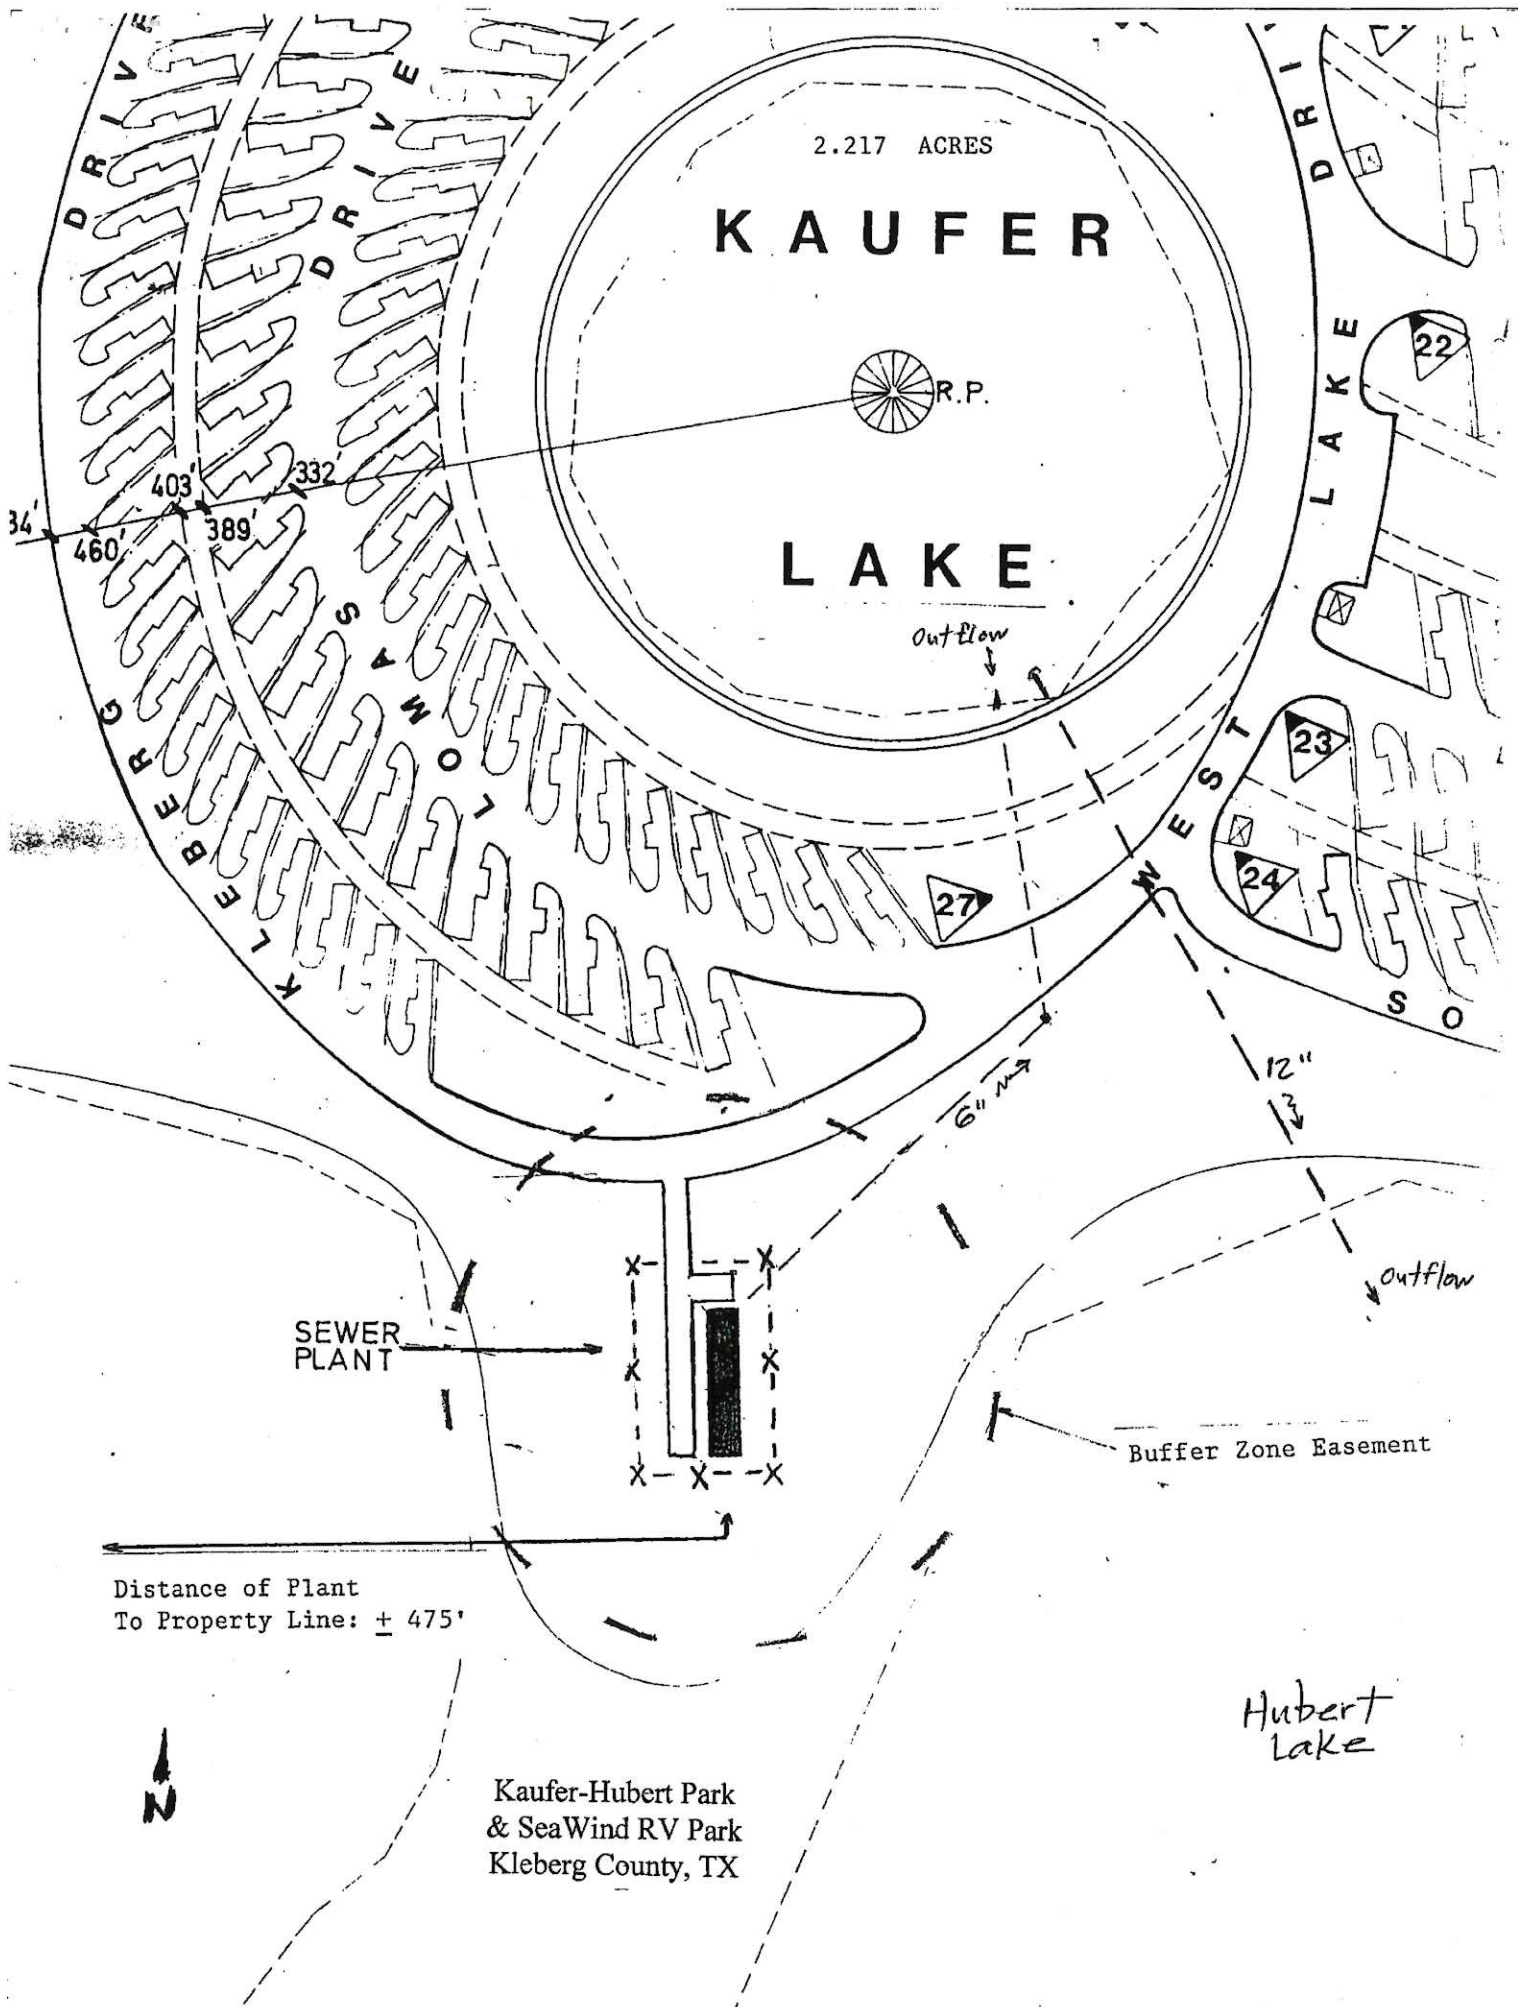 KLEBERG DRIVE
LOMAS DRIVE
2.217 ACRES
KAUFER
LAKE
R.P.
WEST LAKE DRI
22
403'
332'
34'
460'
389'
Outflow
23
24
27
SO
6"
12"
Outflow
SEWER
PLANT
X
X
X
X
X
X
X
Buffer Zone Easement
Distance of Plant
To Property Line: ± 475'
Hubert
Lake
N
Kaufer-Hubert Park
& SeaWind RV Park
Kleberg County, TX